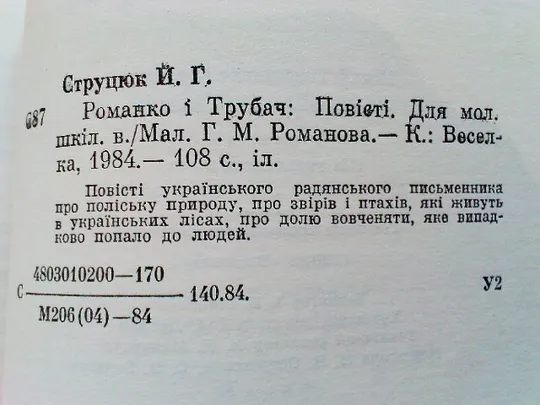 Струцюк Й. Г.
С87 Романко і Трубач: Повісті. Для мол.
шкіл. в./Мал. Г. М. Романова.— К.: Весел-
ка, 1984.— 108 с., іл.
Повісті українського радянського письменника
про поліську природу, про звірів і птахів, які живуть
в українських лісах, про долю вовченяти, яке випад-
ково попало до людей.
4803010200—170
С 140.84. У2
М206(04)—84